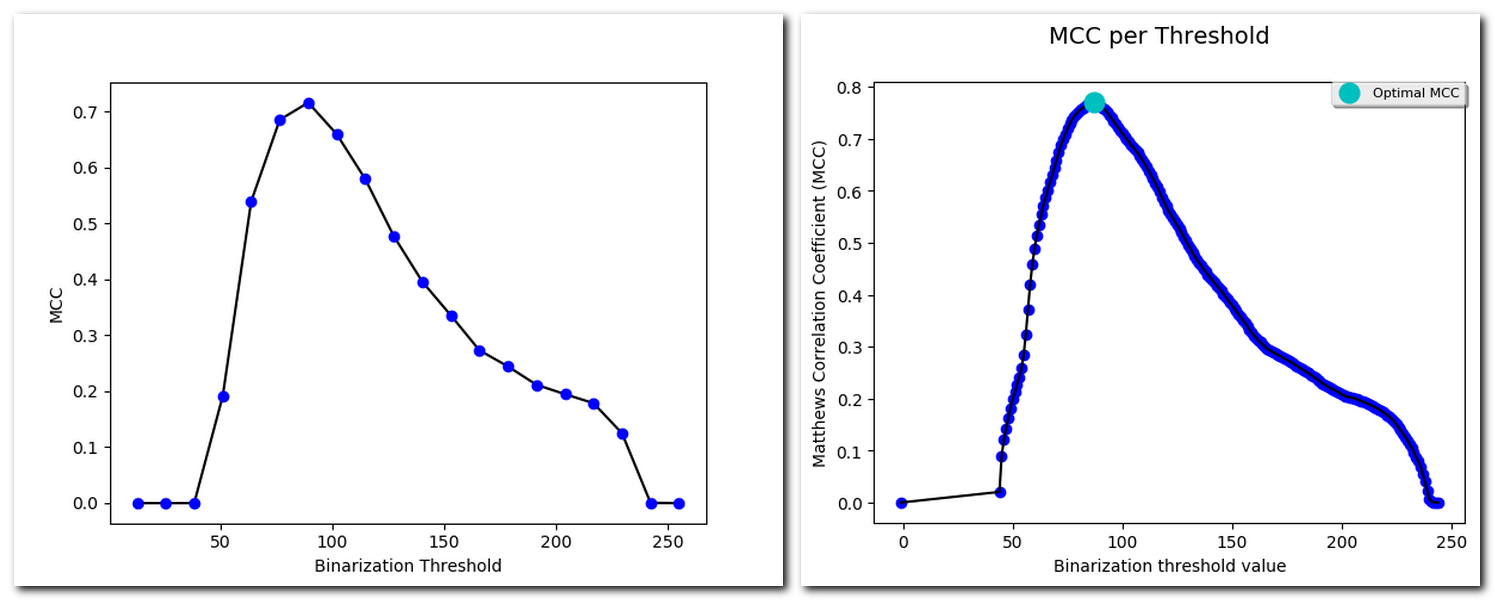 MCC
0.7
0.6
0.5
0.4
0.3
0.2
0.1
0.0
50 100 150 200 250
Binarization Threshold
MCC per Threshold
Optimal MCC
Matthews Correlation Coefficient (MCC)
0.8
0.7
0.6
0.5
0.4
0.3
0.2
0.1
0.0
0 50 100 150 200 250
Binarization threshold value